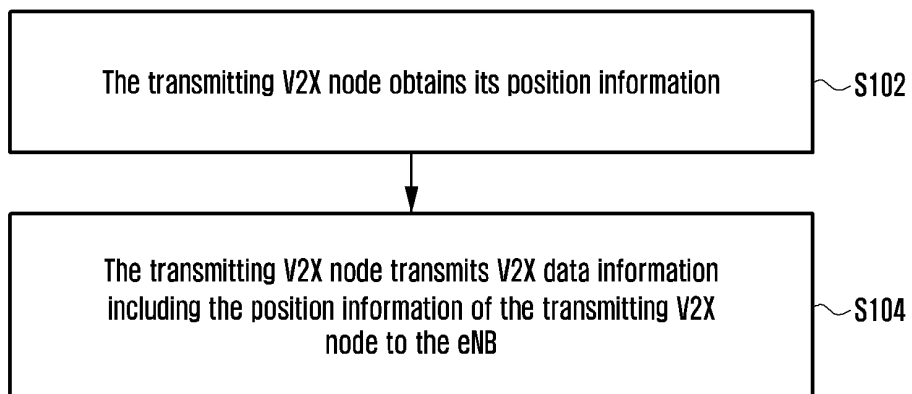 The transmitting V2X node obtains its position information
S102
The transmitting V2X node transmits V2X data information
including the position information of the transmitting V2X
node to the eNB
S104